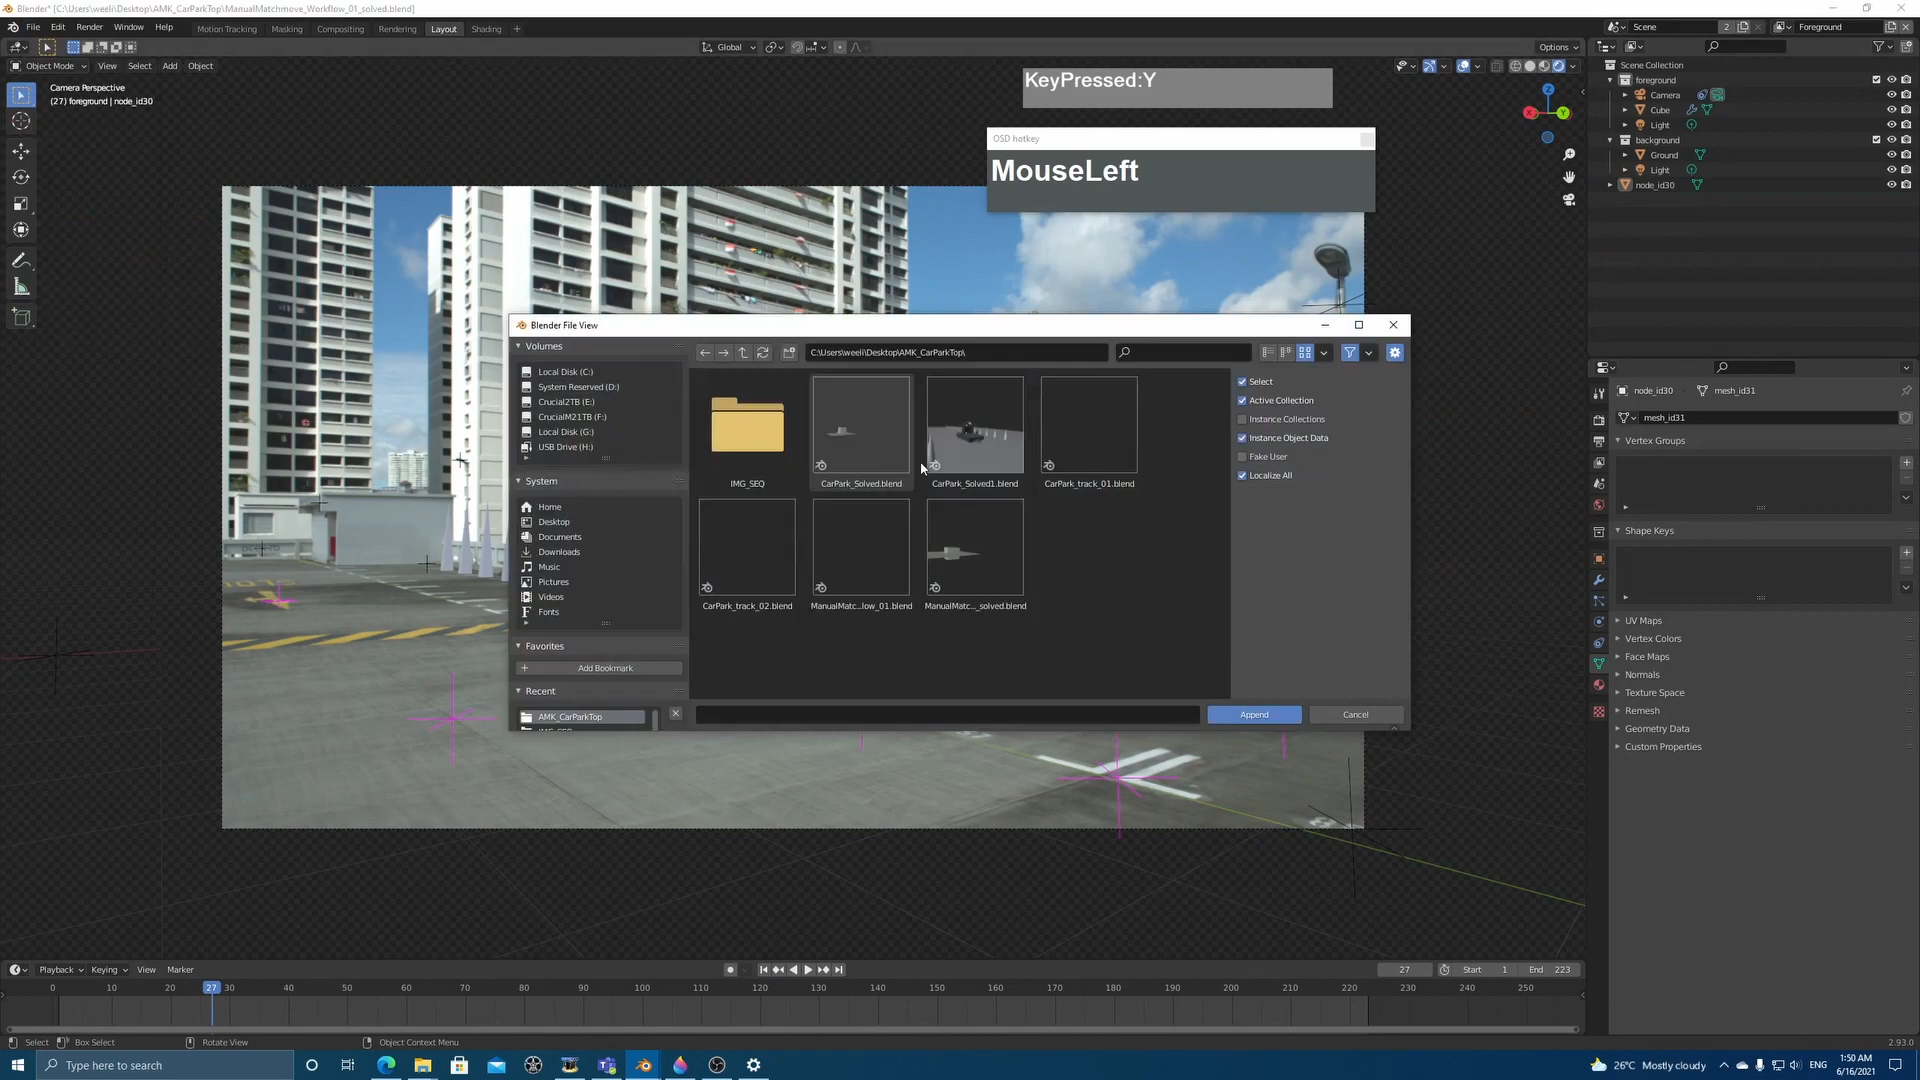 Blender* [C:\Users\weeli\Desktop\AMK_CarParkTop\ManualMatchmove_Workflow_01_solved.blend]
File Edit Render Window Help
Motion Tracking Masking Compositing Rendering Layout Shading +
Scene 2
Foreground
Global
Options
Object Mode View Select Add Object
Camera Perspective
(27) foreground | node_id30
KeyPressed:Y
OSD hotkey
MouseLeft
Z
X
Y
Scene Collection
foreground
Camera
Cube
Light
background
Ground
Light
node_id30
Blender File View
Volumes
Local Disk (C:)
System Reserved (D:)
Crucial2TB (E:)
CrucialM21TB (F:)
Local Disk (G:)
USB Drive (H:)
System
Home
Desktop
Documents
Downloads
Music
Pictures
Videos
Fonts
Favorites
Add Bookmark
Recent
AMK_CarParkTop
C:\Users\weeli\Desktop\AMK_CarParkTop\
IMG_SEQ
CarPark_Solved.blend
CarPark_Solved1.blend
CarPark_track_01.blend
CarPark_track_02.blend
ManualMatc...low_01.blend
ManualMatc..._solved.blend
Select
Active Collection
Instance Collections
Instance Object Data
Fake User
Localize All
Append
Cancel
node_id30 mesh_id31
mesh_id31
Vertex Groups
Shape Keys
UV Maps
Vertex Colors
Face Maps
Normals
Texture Space
Remesh
Geometry Data
Custom Properties
Playback Keying View Marker
27 Start 1 End 223
0 10 20 27 30 40 50 60 70 80 90 100 110 120 130 140 150 160 170 180 190 200 210 220 230 240 250
Select Box Select Rotate View Object Context Menu
2.93.0
Type here to search
26°C Mostly cloudy
ENG
1:50 AM
6/16/2021